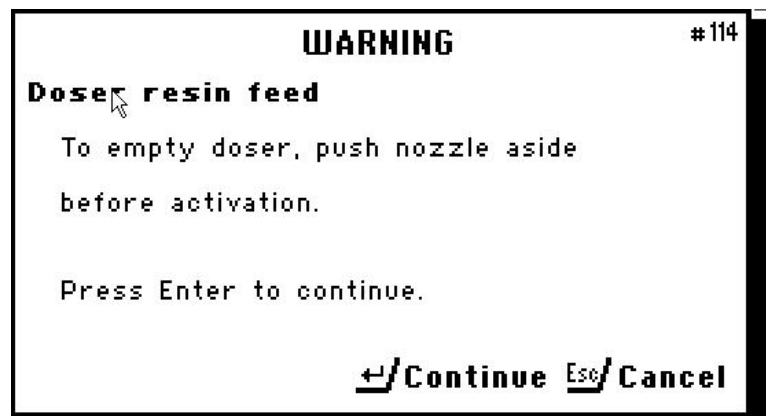 WARNING #114
Doser resin feed
To empty doser, push nozzle aside
before activation.
Press Enter to continue.
↵/Continue Esc/Cancel